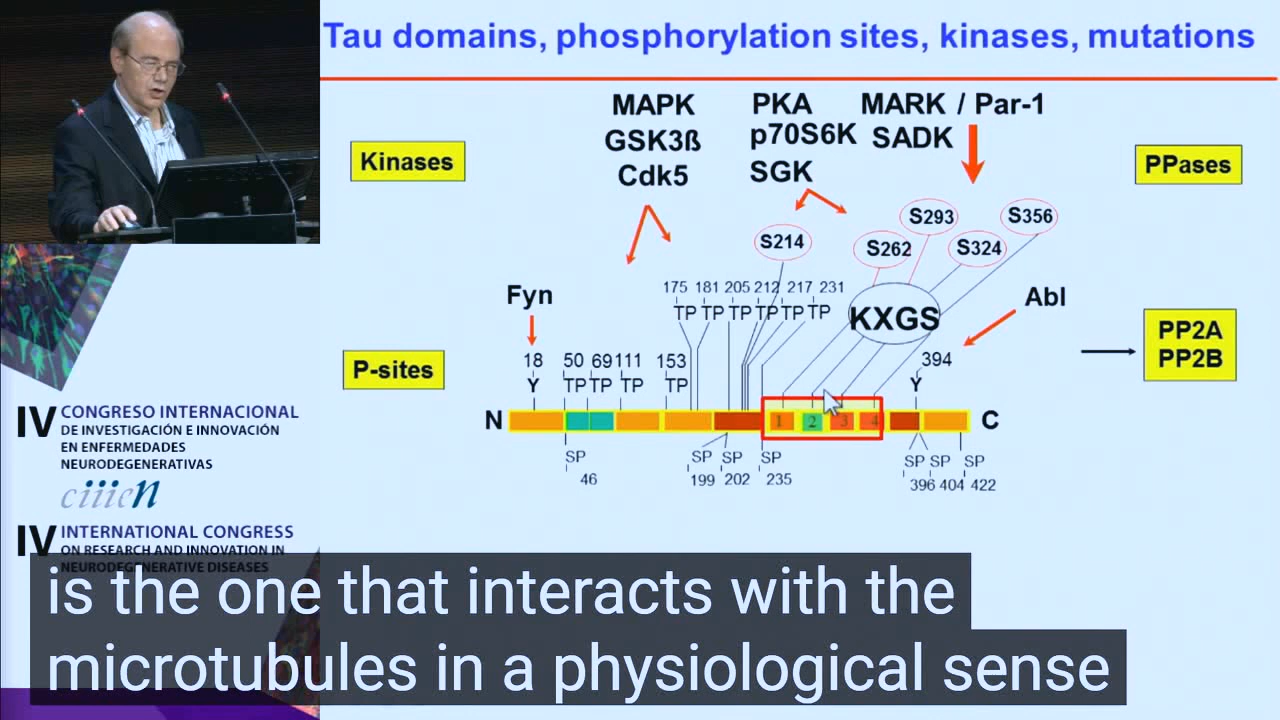 Tau domains, phosphorylation sites, kinases, mutations
MAPK
GSK3ß
Cdk5
PKA
p70S6K
SGK
MARK / Par-1
SADK
Kinases
PPases
S214
S262
S293
S324
S356
175 181 205 212 217 231
TP TP TP TP TP TP
KXGS
Fyn
Abl
PP2A
PP2B
P-sites
18 50 69 111 153
Y TP TP TP TP
394
Y
N
1 2 3 4
C
SP
46
SP SP SP
199 202 235
SP SP SP
396 404 422
IV CONGRESO INTERNACIONAL
DE INVESTIGACIÓN E INNOVACIÓN
EN ENFERMEDADES
NEURODEGENERATIVAS
ciiien
IV INTERNATIONAL CONGRESS
ON RESEARCH AND INNOVATION IN
NEURODEGENERATIVE DISEASES
is the one that interacts with the
microtubules in a physiological sense